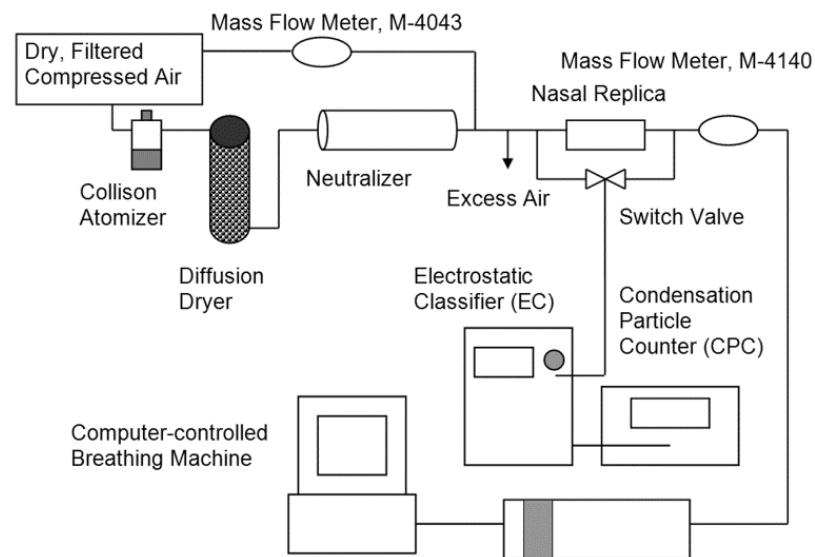 Mass Flow Meter, M-4043
Dry, Filtered
Compressed Air
Mass Flow Meter, M-4140
Nasal Replica
Collison
Atomizer
Neutralizer
Excess Air
Switch Valve
Diffusion
Dryer
Electrostatic
Classifier (EC)
Condensation
Particle
Counter (CPC)
Computer-controlled
Breathing Machine